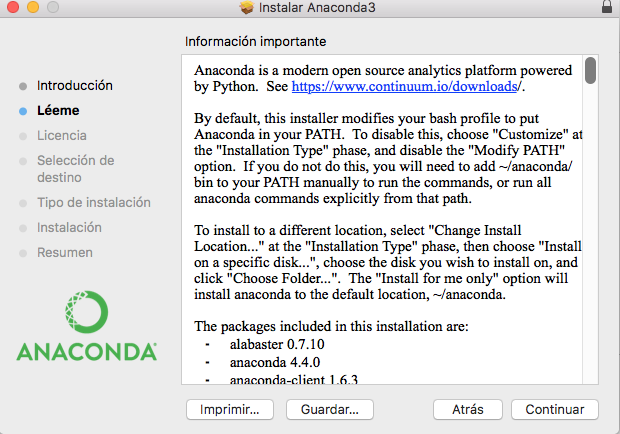 Instalar Anaconda3
Información importante
Introducción
Léeme
Licencia
Selección de
destino
Tipo de instalación
Instalación
Resumen
ANACONDA
Anaconda is a modern open source analytics platform powered
by Python.  See https://www.continuum.io/downloads/.
By default, this installer modifies your bash profile to put
Anaconda in your PATH.  To disable this, choose "Customize" at
the "Installation Type" phase, and disable the "Modify PATH"
option.  If you do not do this, you will need to add ~/anaconda/
bin to your PATH manually to run the commands, or run all
anaconda commands explicitly from that path.
To install to a different location, select "Change Install
Location..." at the "Installation Type" phase, then choose "Install
on a specific disk...", choose the disk you wish to install on, and
click "Choose Folder...".  The "Install for me only" option will
install anaconda to the default location, ~/anaconda.
The packages included in this installation are:
- alabaster 0.7.10
- anaconda 4.4.0
- anaconda-client 1.6.3
Imprimir... Guardar... Atrás Continuar